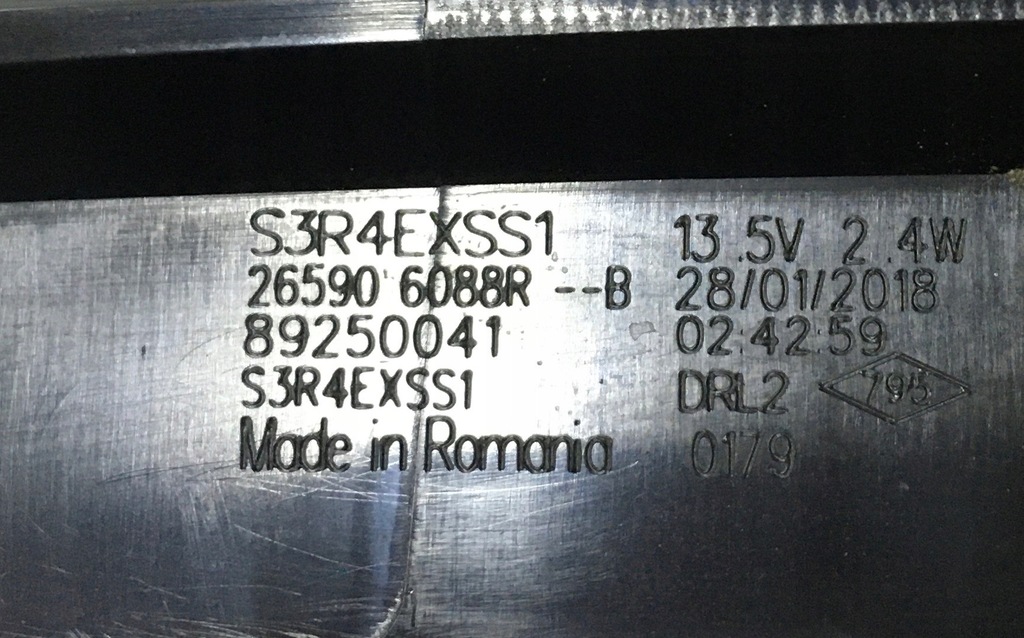 S3R4EXSS1 13.5V 2.4W
26590 6088R --B 28/01/2018
89250041 02:42:59
S3R4EXSS1 DRL2 795
Made in Romania 0179